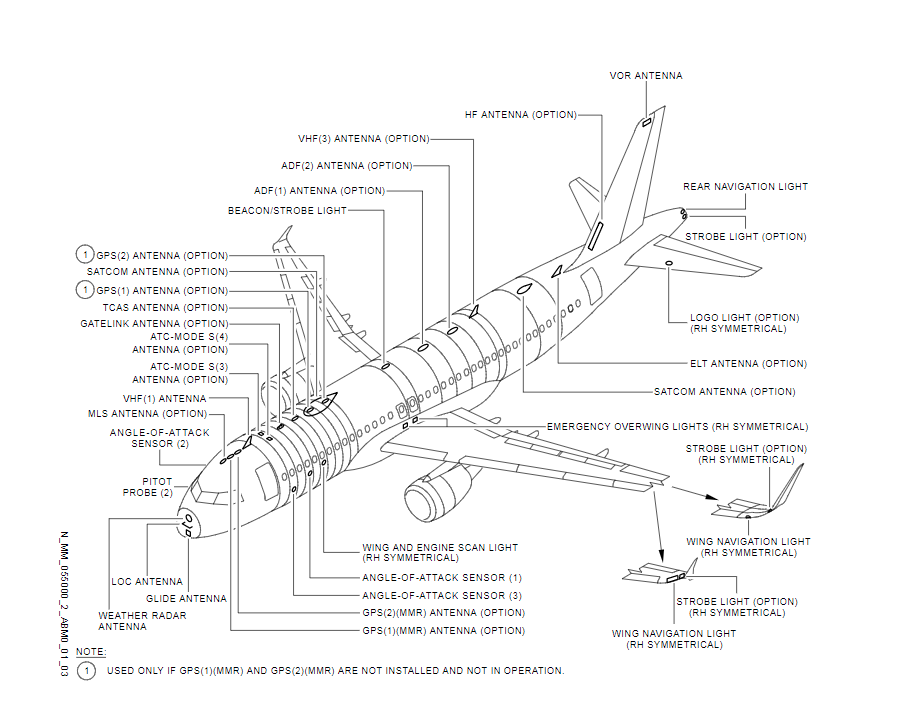 VOR ANTENNA
HF ANTENNA (OPTION)
VHF(3) ANTENNA (OPTION)
ADF(2) ANTENNA (OPTION)
ADF(1) ANTENNA (OPTION)
BEACON/STROBE LIGHT
REAR NAVIGATION LIGHT
STROBE LIGHT (OPTION)
1 GPS(2) ANTENNA (OPTION)
SATCOM ANTENNA (OPTION)
1 GPS(1) ANTENNA (OPTION)
TCAS ANTENNA (OPTION)
GATELINK ANTENNA (OPTION)
ATC-MODE S(4)
ANTENNA (OPTION)
ATC-MODE S(3)
ANTENNA (OPTION)
VHF(1) ANTENNA
MLS ANTENNA (OPTION)
ANGLE-OF-ATTACK
SENSOR (2)
PITOT
PROBE (2)
LOGO LIGHT (OPTION)
(RH SYMMETRICAL)
ELT ANTENNA (OPTION)
SATCOM ANTENNA (OPTION)
EMERGENCY OVERWING LIGHTS (RH SYMMETRICAL)
STROBE LIGHT (OPTION)
(RH SYMMETRICAL)
WING NAVIGATION LIGHT
(RH SYMMETRICAL)
STROBE LIGHT (OPTION)
(RH SYMMETRICAL)
WING NAVIGATION LIGHT
(RH SYMMETRICAL)
WING AND ENGINE SCAN LIGHT
(RH SYMMETRICAL)
ANGLE-OF-ATTACK SENSOR (1)
ANGLE-OF-ATTACK SENSOR (3)
GPS(2)(MMR) ANTENNA (OPTION)
GPS(1)(MMR) ANTENNA (OPTION)
LOC ANTENNA
GLIDE ANTENNA
WEATHER RADAR
ANTENNA
N_MM_056000_2_ABM0_01_03
NOTE:
1 USED ONLY IF GPS(1)(MMR) AND GPS(2)(MMR) ARE NOT INSTALLED AND NOT IN OPERATION.